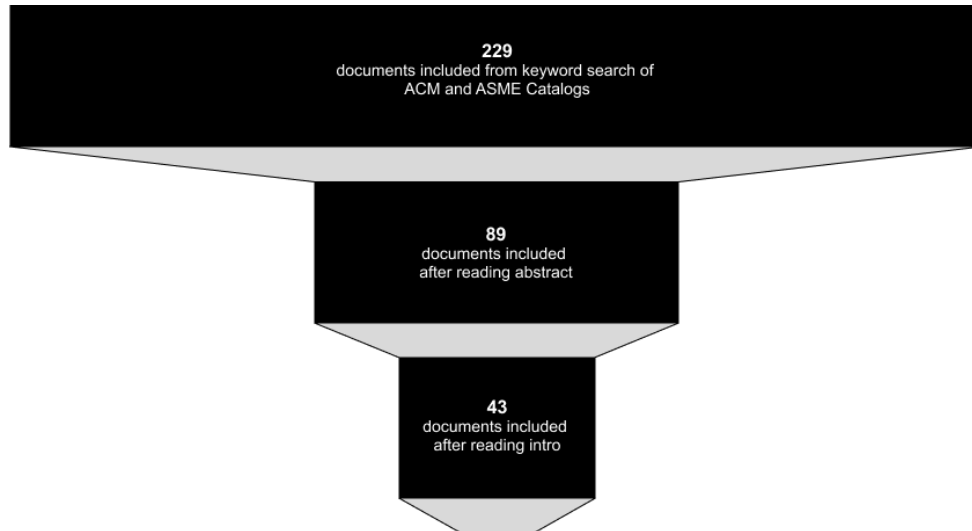 229
documents included from keyword search of
ACM and ASME Catalogs
89
documents included
after reading abstract
43
documents included
after reading intro